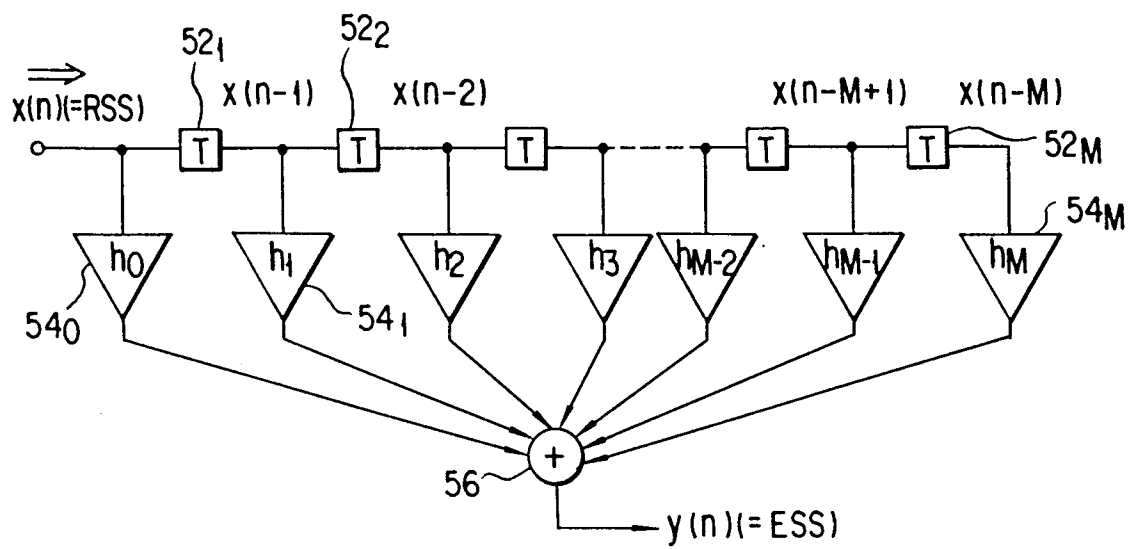 52₁
52₂
x(n)(=RSS)
x(n-1)
x(n-2)
x(n-M+1)
x(n-M)
T
T
T
T
T
52M
54M
h0
h1
h2
h3
hM-2
hM-1
hM
540
54₁
+
56
y(n)(=ESS)